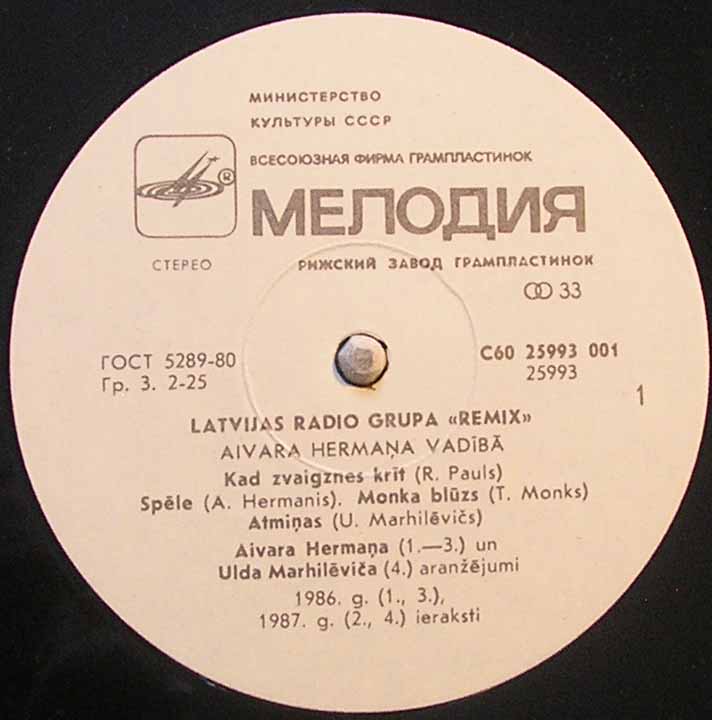 МИНИСТЕРСТВО
КУЛЬТУРЫ СССР
ВСЕСОЮЗНАЯ ФИРМА ГРАМПЛАСТИНОК
®
МЕЛОДИЯ
СТЕРЕО
РИЖСКИЙ ЗАВОД ГРАМПЛАСТИНОК
33
ГОСТ 5289-80
Гр. 3. 2-25
С60 25993 001
25993
1
LATVIJAS RADIO GRUPA «REMIX»
AIVARA HERMAŅA VADĪBĀ
Kad zvaigznes krīt (R. Pauls)
Spēle (A. Hermanis). Monka blūzs (T. Monks)
Atmiņas (U. Marhilēvičs)
Aivara Hermaņa (1.—3.) un
Ulda Marhilēviča (4.) aranžējumi
1986. g. (1., 3.),
1987. g. (2., 4.) ieraksti